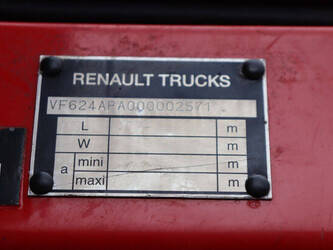 RENAULT TRUCKS
VF624APA000002571
L m
W m
a mini m
maxi m